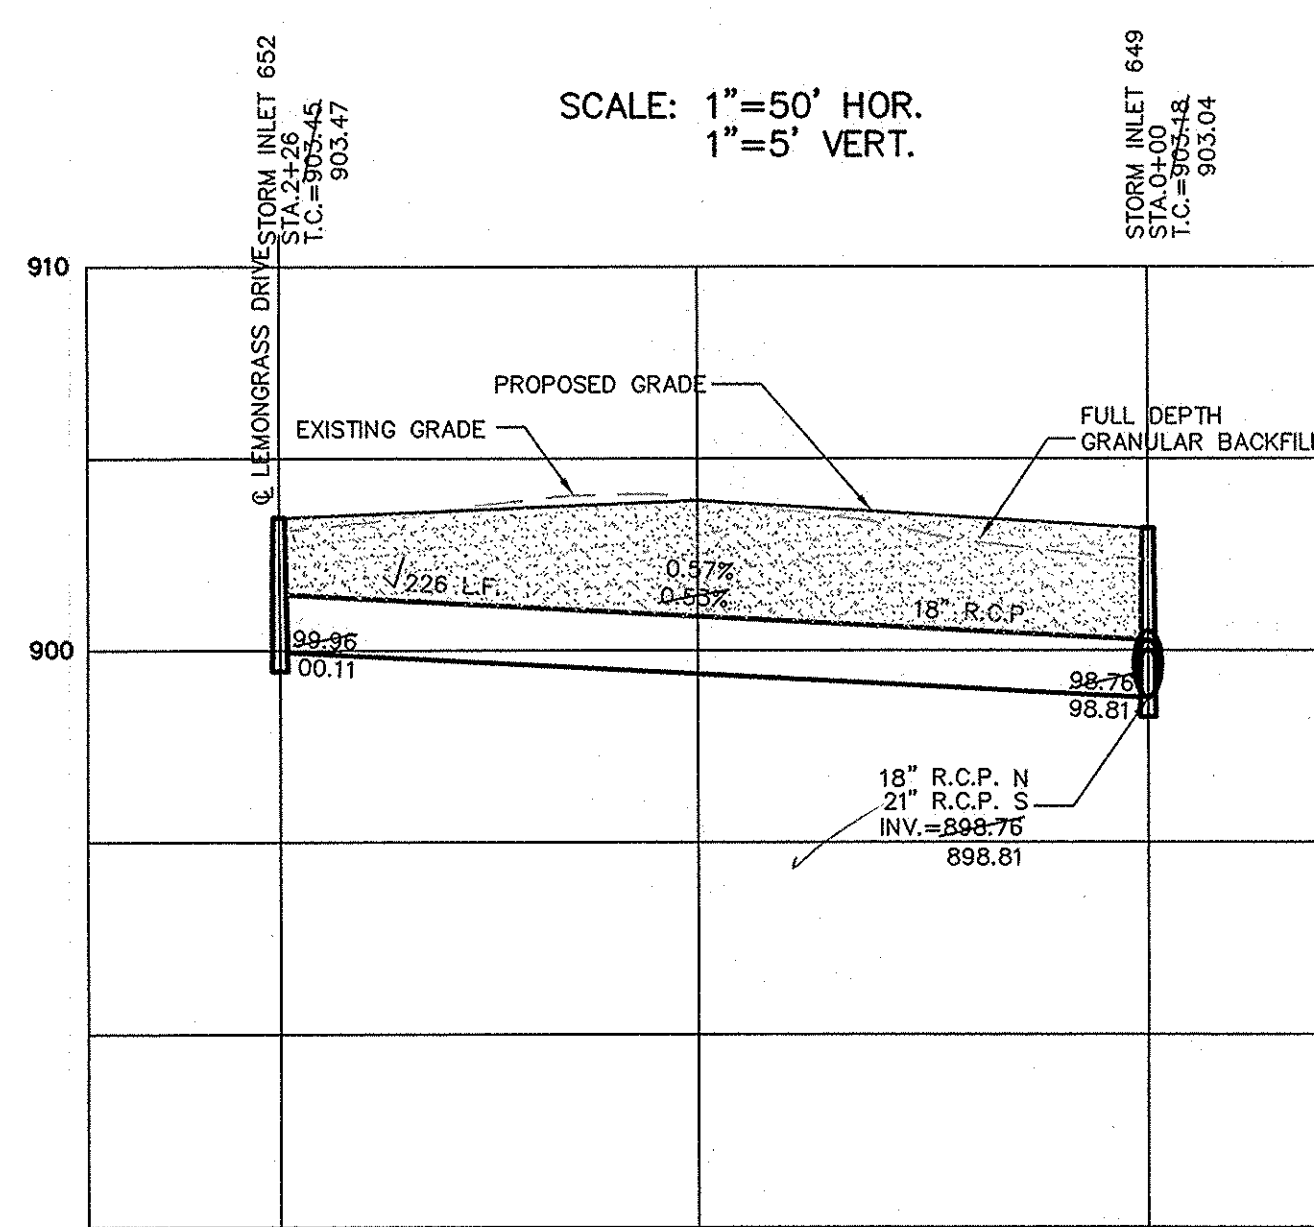 STORM INLET 652
STA.2+26
T.C.=903.45
903.47
℄ LEMONGRASS DRIVE
SCALE: 1"=50' HOR.
1"=5' VERT.
STORM INLET 649
STA.0+00
T.C.=903.18
903.04
910
PROPOSED GRADE
EXISTING GRADE
FULL DEPTH
GRANULAR BACKFILL
0.57%
226 L.F.
18" R.C.P.
900
99.96
00.11
98.76
98.81
18" R.C.P. N
21" R.C.P. S
INV.=898.76
898.81